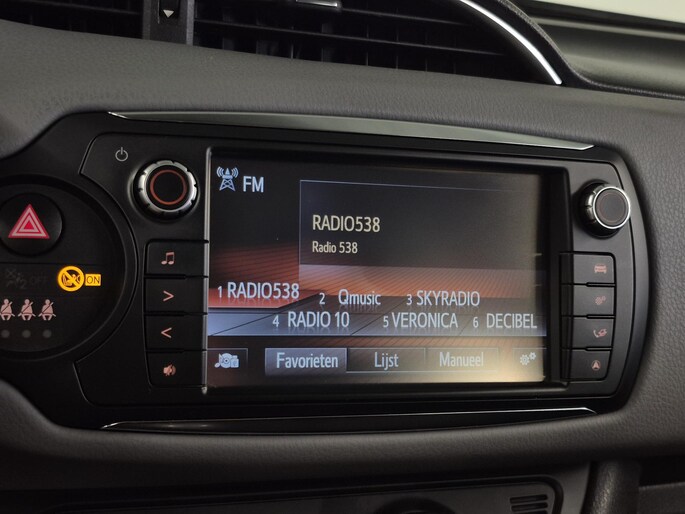 FM
RADIO538
Radio 538
1 RADIO538 2 Qmusic 3 SKYRADIO
4 RADIO 10 5 VERONICA 6 DECIBEL
Favorieten Lijst Manueel
ON